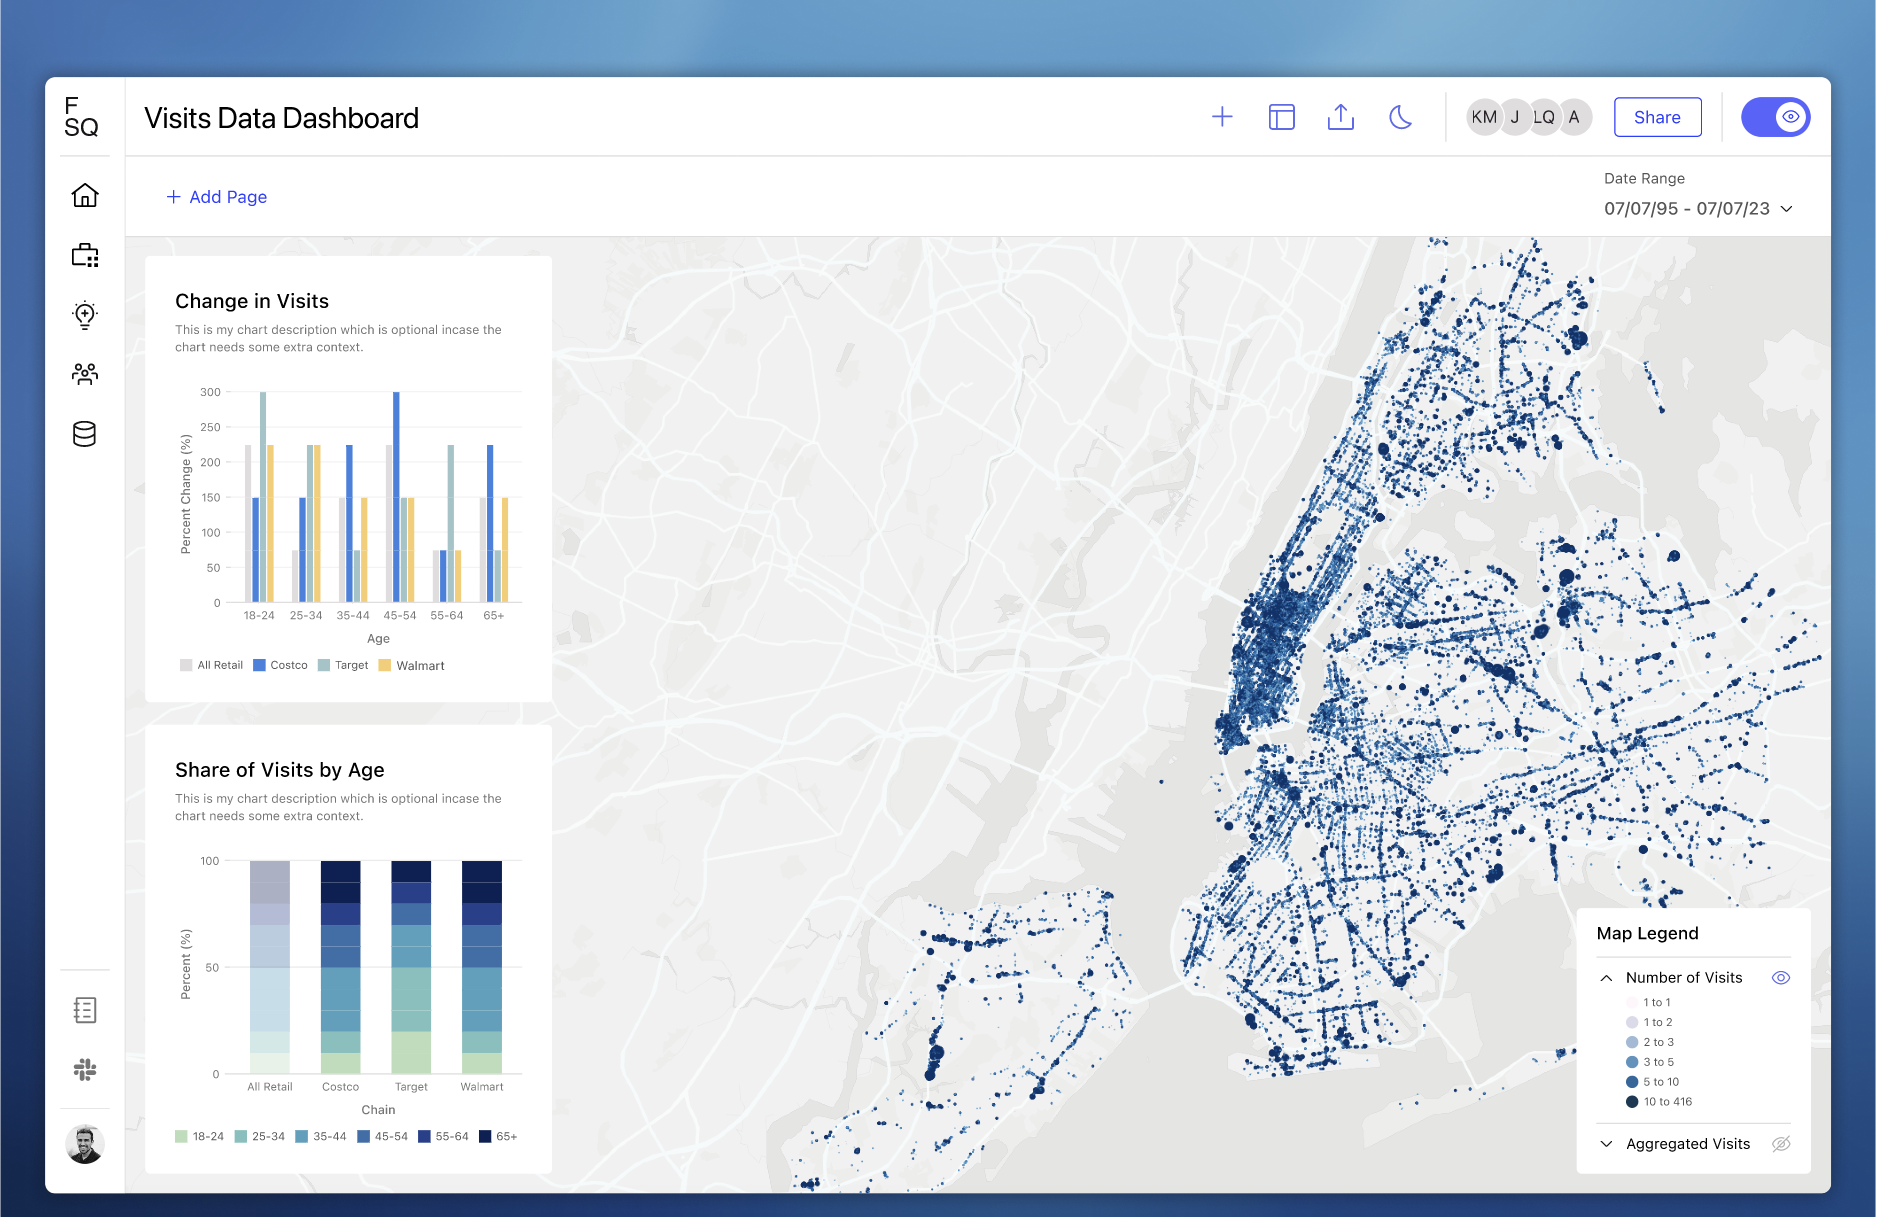 F
SQ
Visits Data Dashboard
KM J LQ A
Share
+ Add Page
Date Range
07/07/95 - 07/07/23
Change in Visits
This is my chart description which is optional incase the
chart needs some extra context.
300
250
200
150
100
50
0
Percent Change (%)
18-24 25-34 35-44 45-54 55-64 65+
Age
All Retail Costco Target Walmart
Share of Visits by Age
This is my chart description which is optional incase the
chart needs some extra context.
100
50
0
Percent (%)
All Retail Costco Target Walmart
Chain
18-24 25-34 35-44 45-54 55-64 65+
Map Legend
Number of Visits
1 to 1
1 to 2
2 to 3
3 to 5
5 to 10
10 to 416
Aggregated Visits